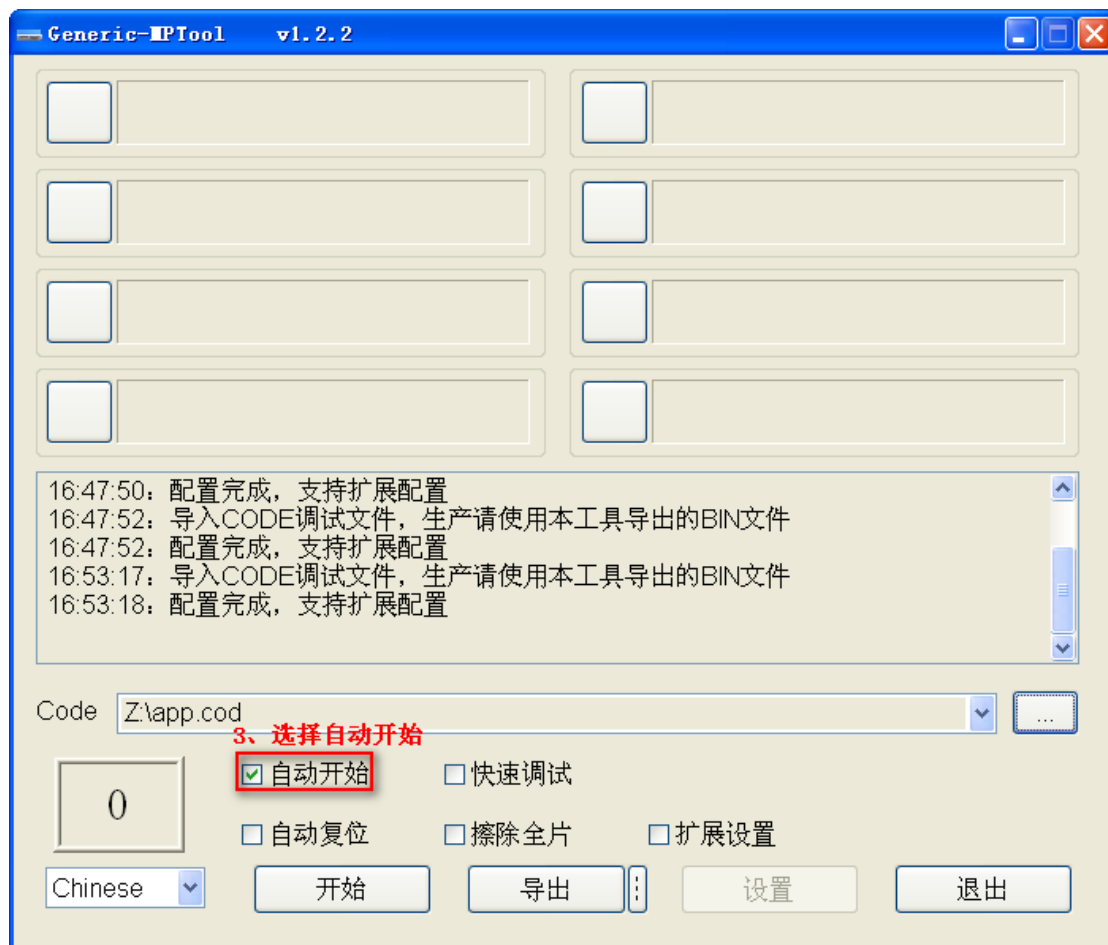 Generic-MPTool v1.2.2
16:47:50：配置完成，支持扩展配置
16:47:52：导入CODE调试文件，生产请使用本工具导出的BIN文件
16:47:52：配置完成，支持扩展配置
16:53:17：导入CODE调试文件，生产请使用本工具导出的BIN文件
16:53:18：配置完成，支持扩展配置
Code Z:\app.cod ...
3、选择自动开始
0
自动开始 快速调试
自动复位 擦除全片 扩展设置
Chinese 开始 导出 设置 退出